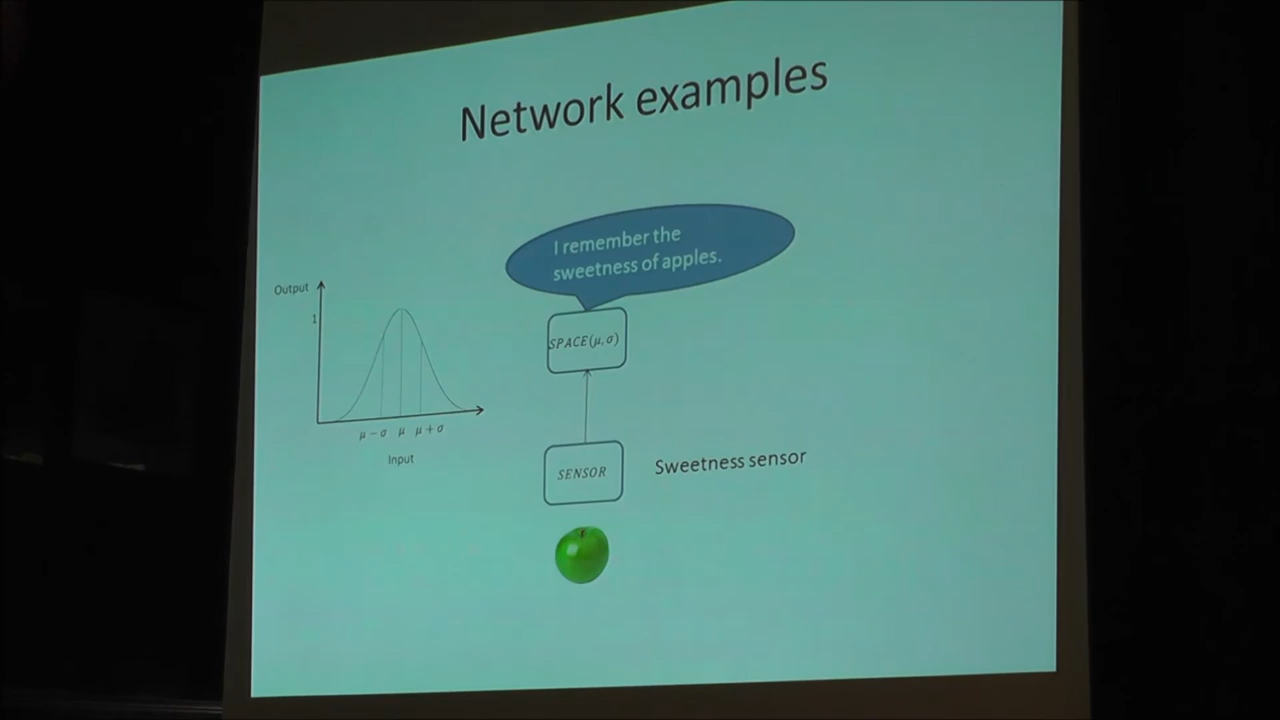 Network examples
I remember the
sweetness of apples.
Output
1
SPACE(μ, σ)
μ − σ μ μ + σ
Input
SENSOR
Sweetness sensor